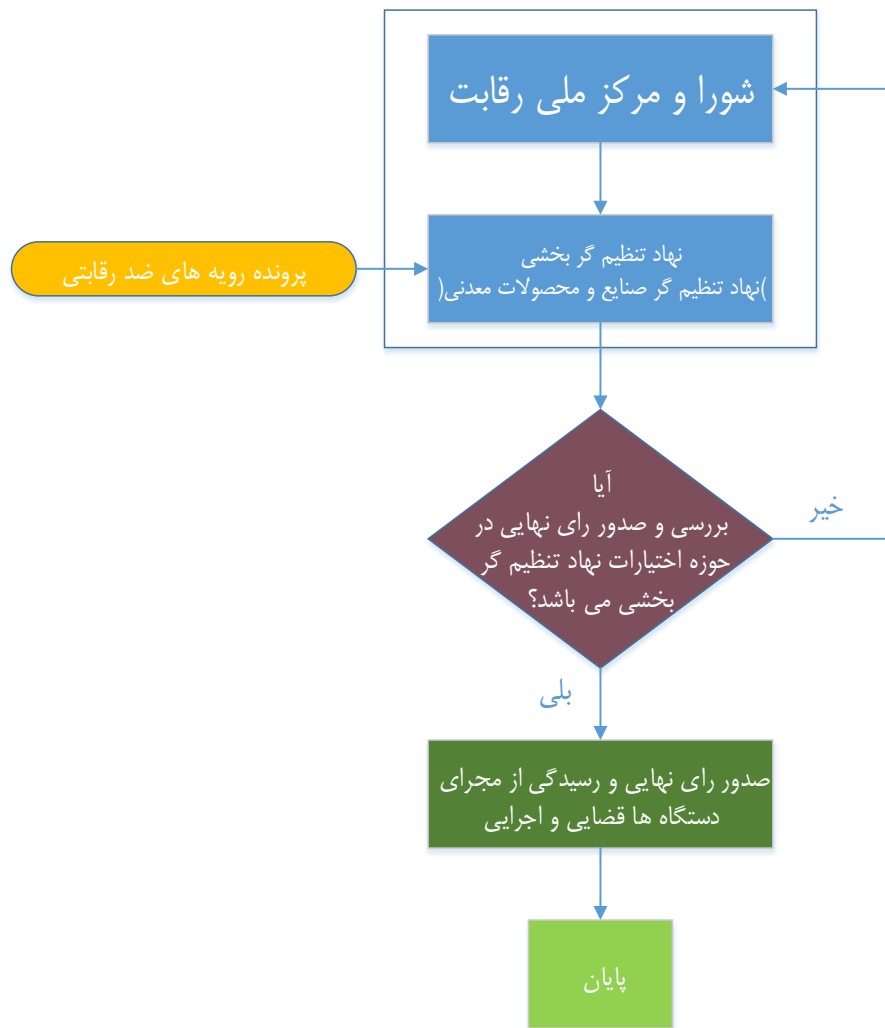 شورا و مرکز ملی رقابت
نهاد تنظیم گر بخشی
)نهاد تنظیم گر صنایع و محصولات معدنی(
پرونده رویه های ضد رقابتی
آیا
بررسی و صدور رای نهایی در
حوزه اختیارات نهاد تنظیم گر
بخشی می باشد؟
خیر
بلی
صدور رای نهایی و رسیدگی از مجرای
دستگاه ها قضایی و اجرایی
پایان